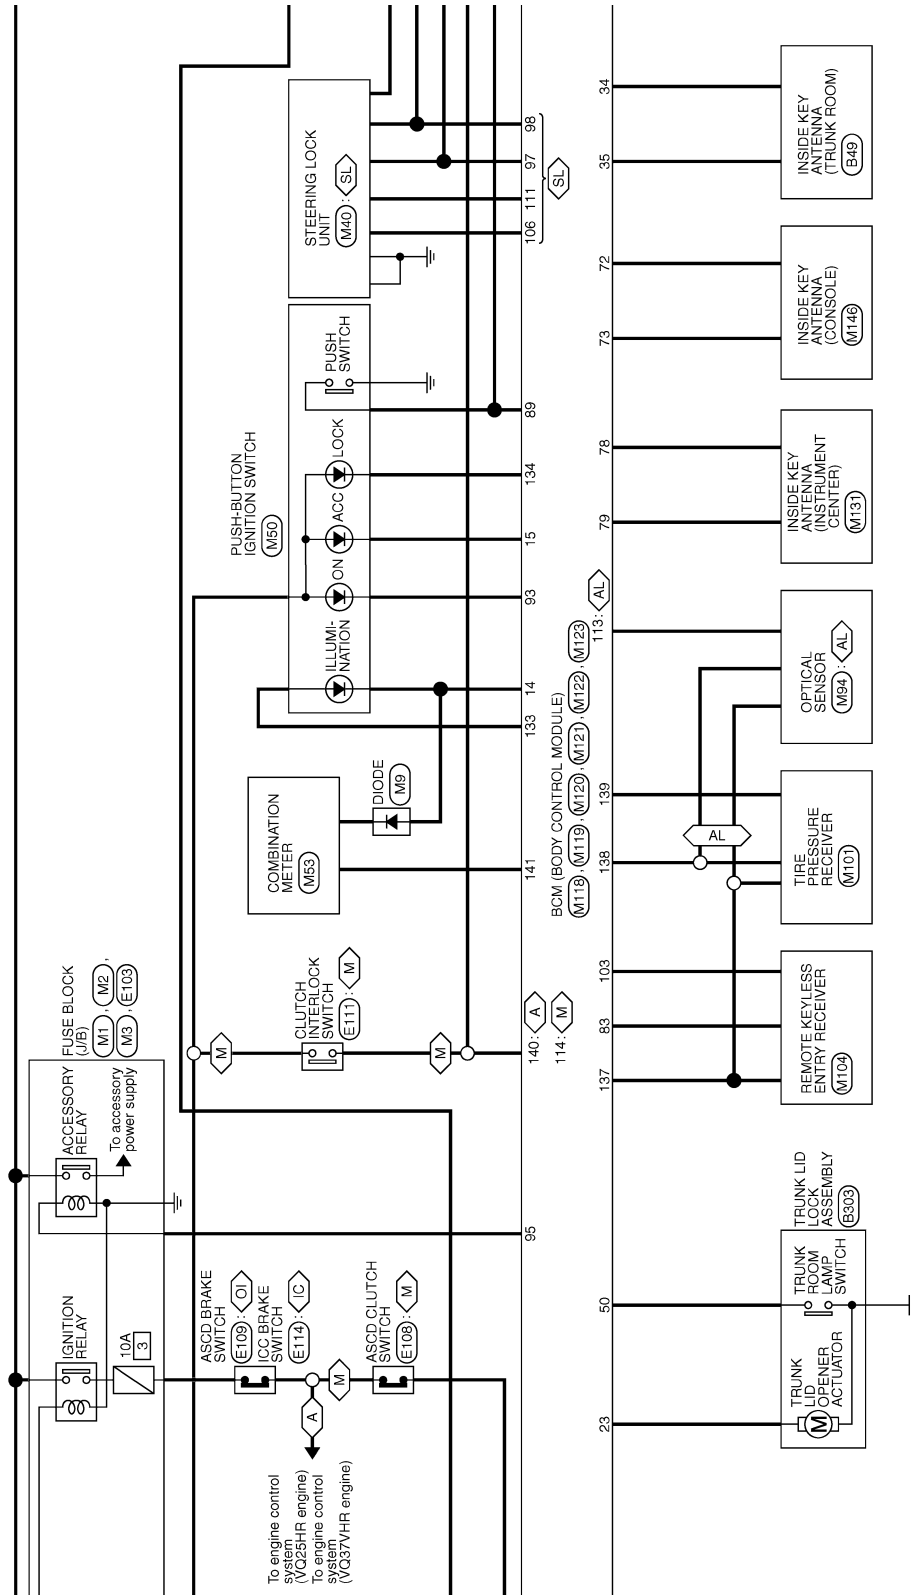 IGNITION
RELAY
10A
3
ACCESSORY
RELAY
To accessory
power supply
FUSE BLOCK
(J/B)
M1 , M2 ,
M3 , E103
ASCD BRAKE
SWITCH
E109 : OI
ICC BRAKE
SWITCH
E114 : IC
ASCD CLUTCH
SWITCH
E108 : M
M
A
To engine control
system
(VQ25HR engine)
To engine control
system
(VQ37VHR engine)
M
CLUTCH
INTERLOCK
SWITCH
E111 : M
M
COMBINATION
METER
M53
DIODE
M9
PUSH-BUTTON
IGNITION SWITCH
M50
ILLUMI-
NATION
ON
ACC
LOCK
PUSH
SWITCH
STEERING LOCK
UNIT
M40 : SL
95
140: A
114: M
141
133
14
93
15
134
89
106
111
97
98
SL
BCM (BODY CONTROL MODULE)
M118 , M119 , M120 , M121 , M122 , M123
23
50
137
83
103
138
139
113: AL
79
78
73
72
35
34
AL
TRUNK
LID
OPENER
ACTUATOR
M
TRUNK
ROOM
LAMP
SWITCH
TRUNK LID
LOCK
ASSEMBLY
B303
REMOTE KEYLESS
ENTRY RECEIVER
M104
TIRE
PRESSURE
RECEIVER
M101
OPTICAL
SENSOR
M94 : AL
INSIDE KEY
ANTENNA
(INSTRUMENT
CENTER)
M131
INSIDE KEY
ANTENNA
(CONSOLE)
M146
INSIDE KEY
ANTENNA
(TRUNK ROOM)
B49